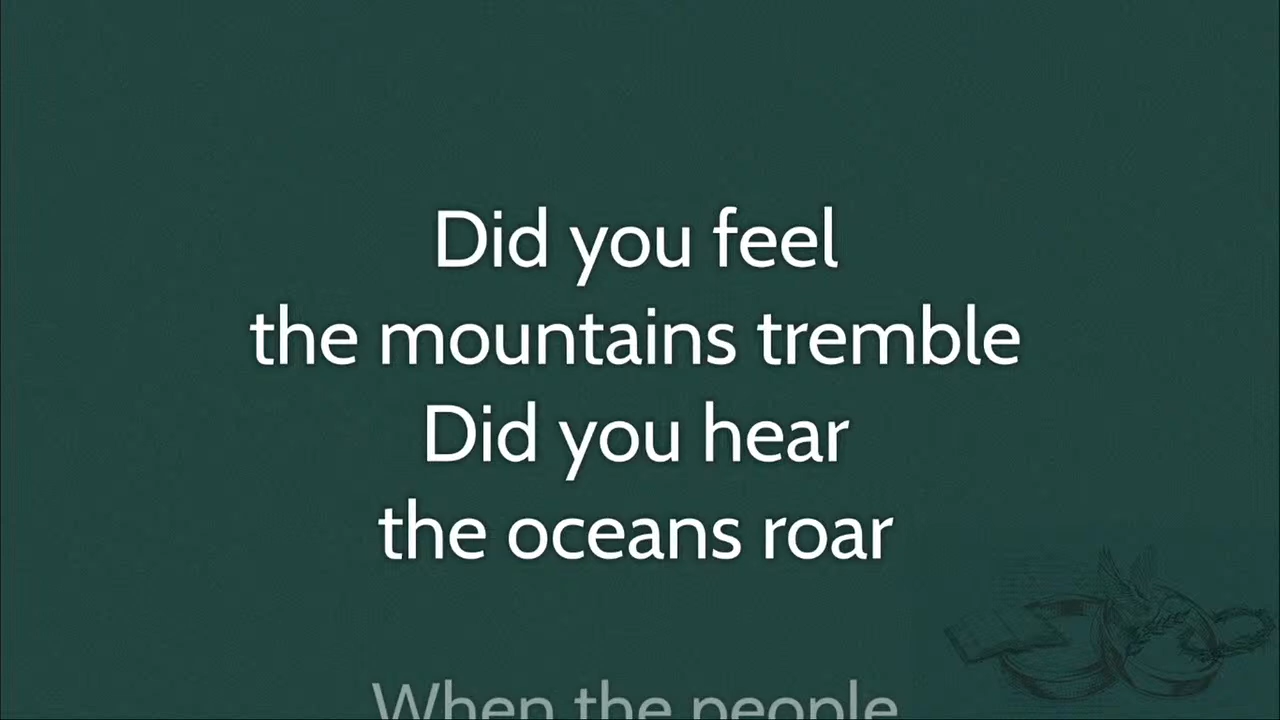 Did you feel
the mountains tremble
Did you hear
the oceans roar
When the people